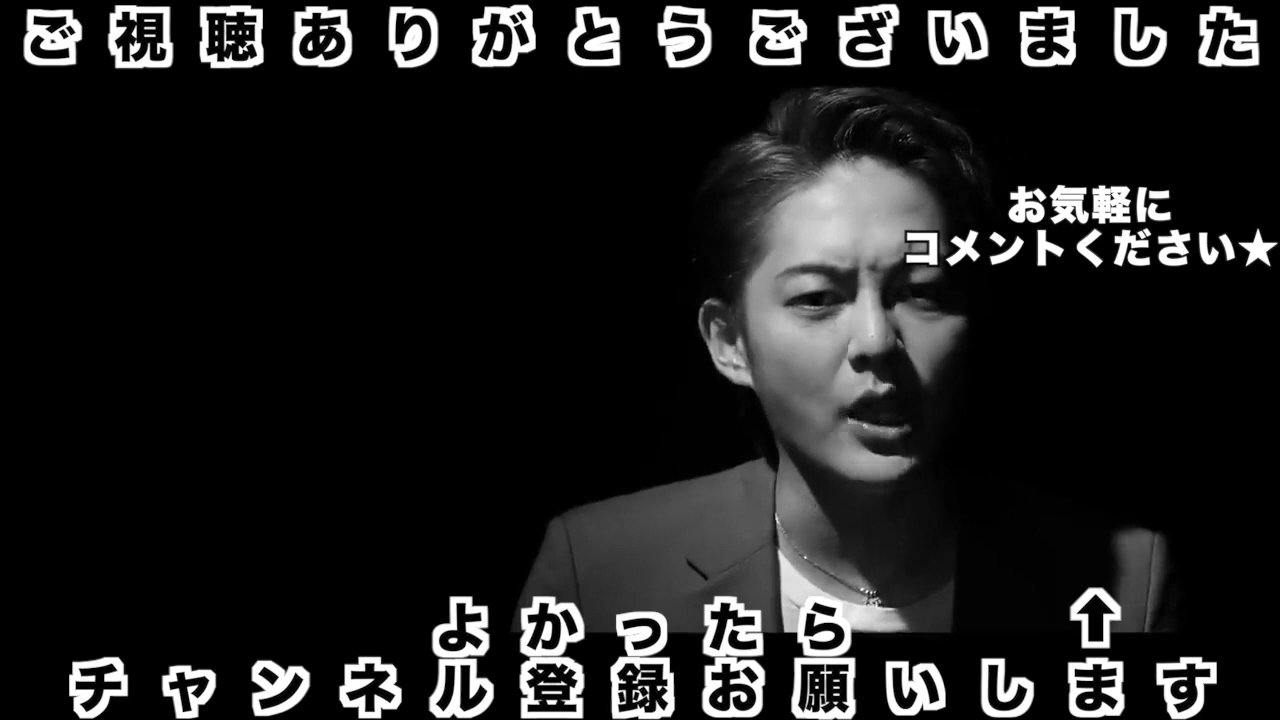 ご視聴ありがとうございました
お気軽に
コメントください★
よかったら
↑
チャンネル登録お願いします